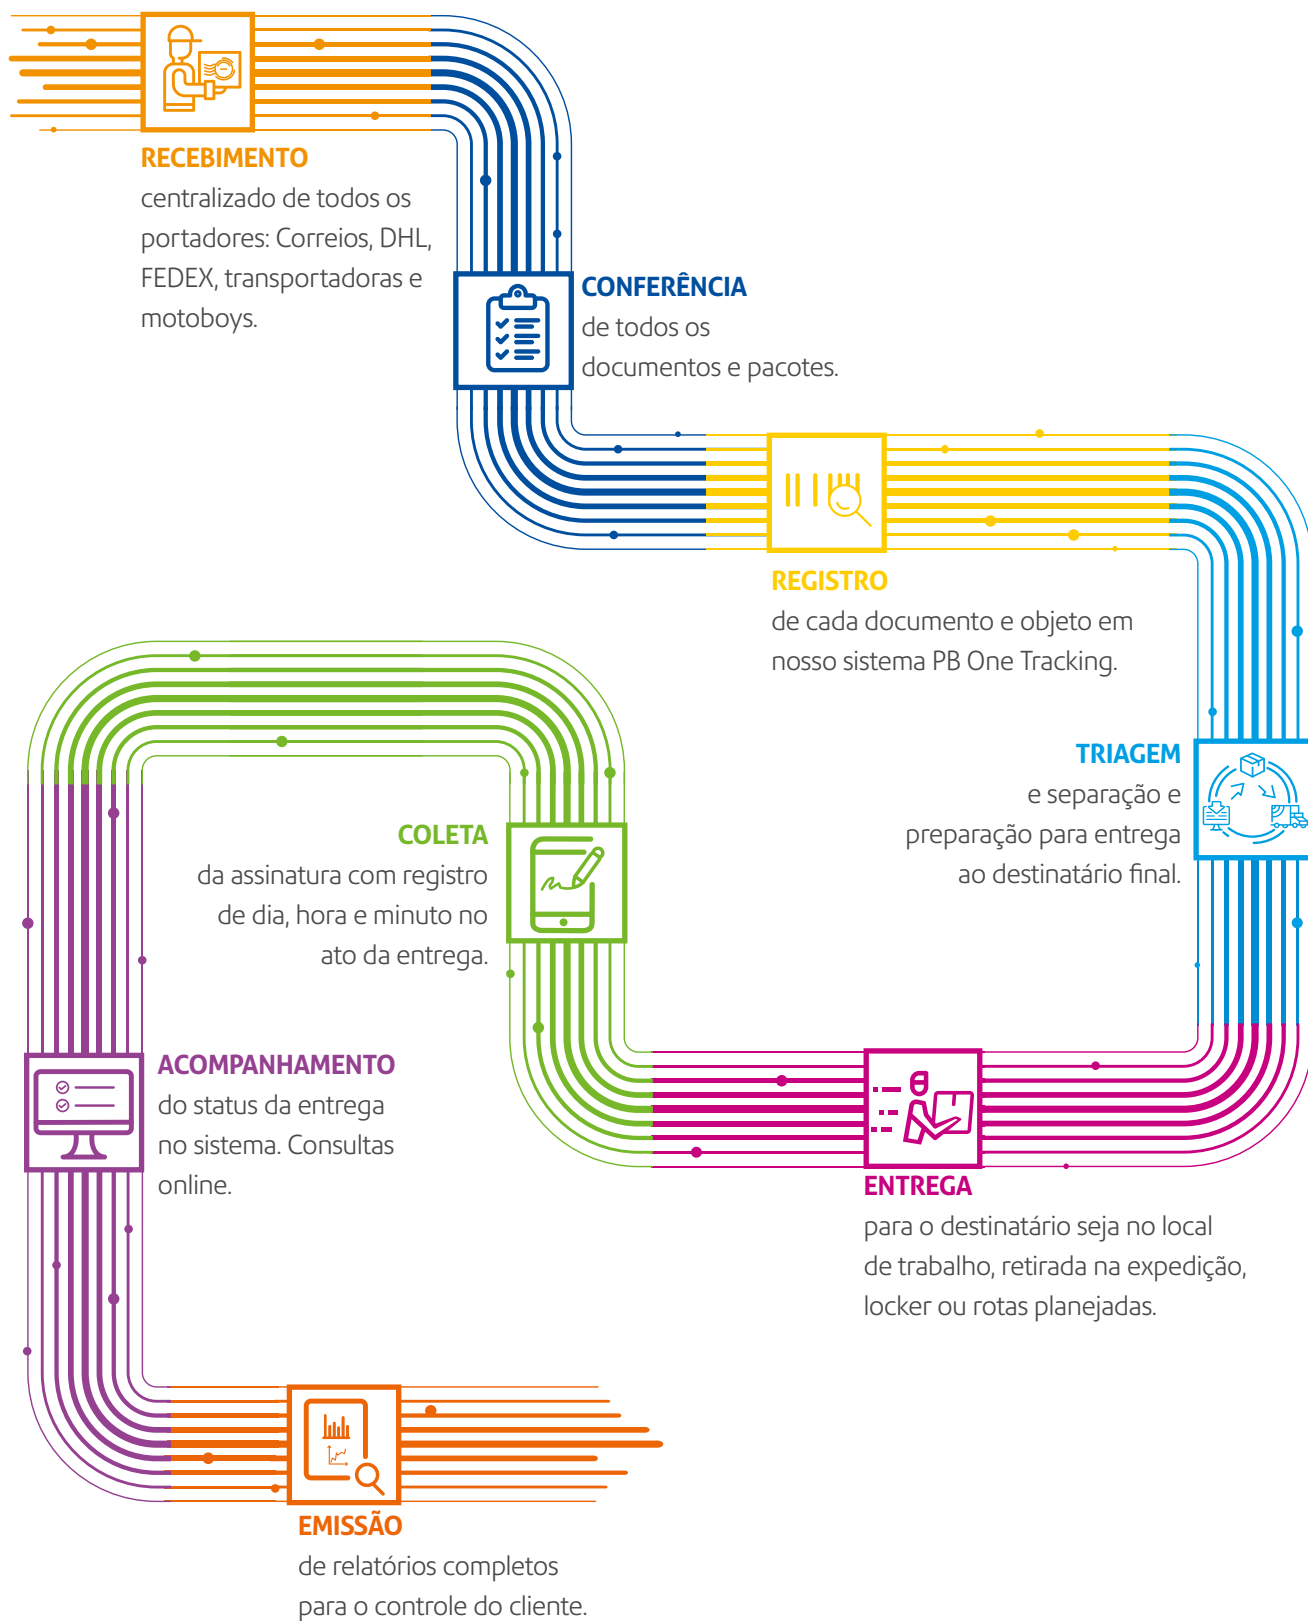 RECEBIMENTO
centralizado de todos os
portadores: Correios, DHL,
FEDEX, transportadoras e
motoboys.
CONFERÊNCIA
de todos os
documentos e pacotes.
REGISTRO
de cada documento e objeto em
nosso sistema PB One Tracking.
TRIAGEM
e separação e
preparação para entrega
ao destinatário final.
ENTREGA
para o destinatário seja no local
de trabalho, retirada na expedição,
locker ou rotas planejadas.
COLETA
da assinatura com registro
de dia, hora e minuto no
ato da entrega.
ACOMPANHAMENTO
do status da entrega
no sistema. Consultas
online.
EMISSÃO
de relatórios completos
para o controle do cliente.